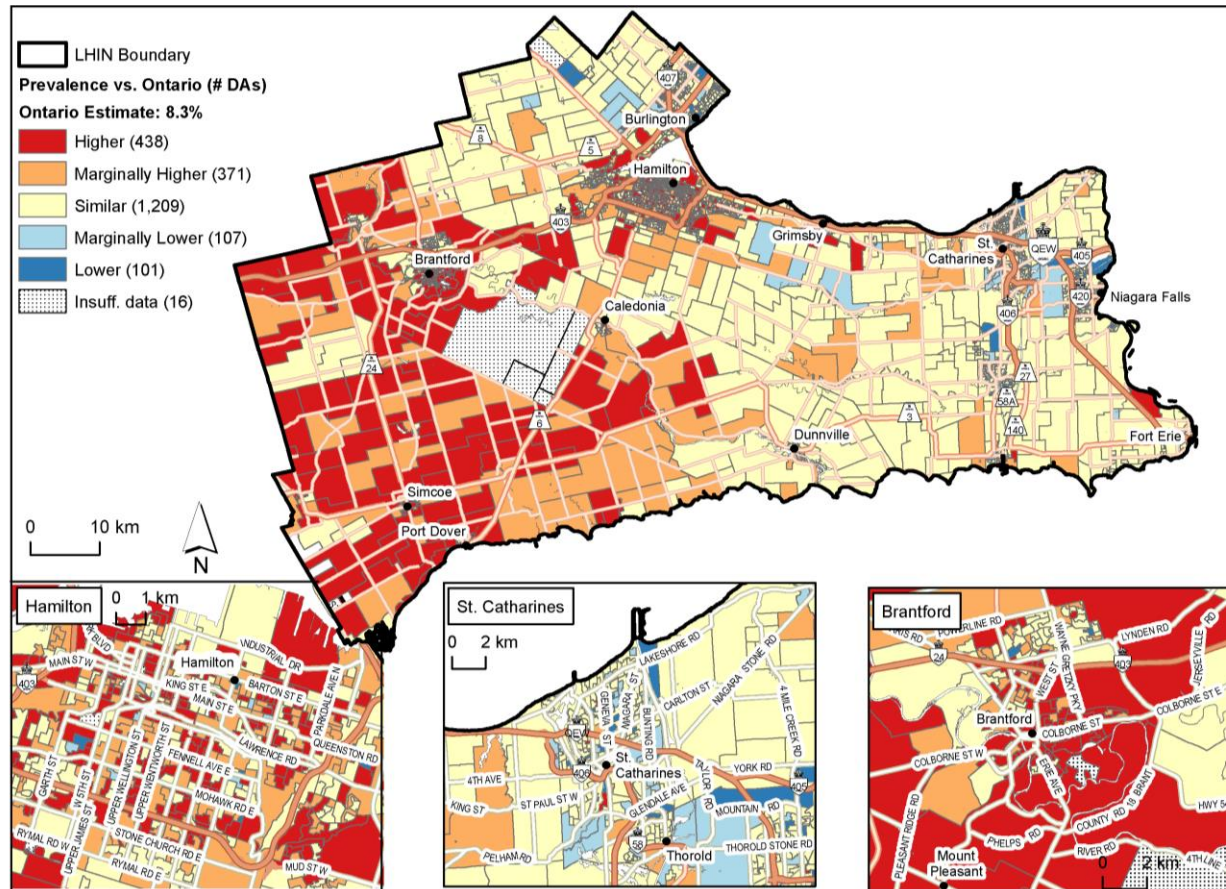 LHIN Boundary
Prevalence vs. Ontario (# DAs)
Ontario Estimate: 8.3%
Higher (438)
Marginally Higher (371)
Similar (1,209)
Marginally Lower (107)
Lower (101)
Insuff. data (16)
407
Burlington
8
5
Hamilton
403
Grimsby
St.
Catharines
QEW
405
420
Niagara Falls
Brantford
Caledonia
406
24
27
58A
140
6
3
Dunnville
Fort Erie
Simcoe
Port Dover
0 10 km
N
Hamilton
0 1 km
MAIN ST W
403
INDUSTRIAL DR
Hamilton
KING ST E
BARTON ST E
MAIN ST E
PARKDALE AVE N
QUEENSTON RD
LAWRENCE RD
FENNELL AVE E
MOHAWK RD E
GARTH ST
W 5TH ST
UPPER JAMES ST
UPPER WELLINGTON ST
UPPER WENTWORTH ST
STONE CHURCH RD E
RYMAL RD W
RYMAL RD E
MUD ST W
St. Catharines
0 2 km
LAKESHORE RD
NIAGARA STONE RD
CARLTON ST
4 MILE CREEK RD
GENEVA ST
NIAGARA ST
BUNTING RD
QEW
406
St.
Catharines
4TH AVE
KING ST
ST PAUL ST W
GLENDALE AVE
TAYLOR RD
YORK RD
405
MOUNTAIN RD
58
PELHAM RD
Thorold
THOROLD STONE RD
Brantford
POWERLINE RD
24
WAYNE GRETZKY PKY
WEST ST
LYNDEN RD
403
JERSEYVILLE RD
COLBORNE ST E
Brantford
COLBORNE ST
COLBORNE ST W
ERIE AVE
COUNTY RD 18 BRANT
HWY 54
PLEASANT RIDGE RD
PHELPS RD
RIVER RD
4TH LINE
Mount
Pleasant
0 2 km